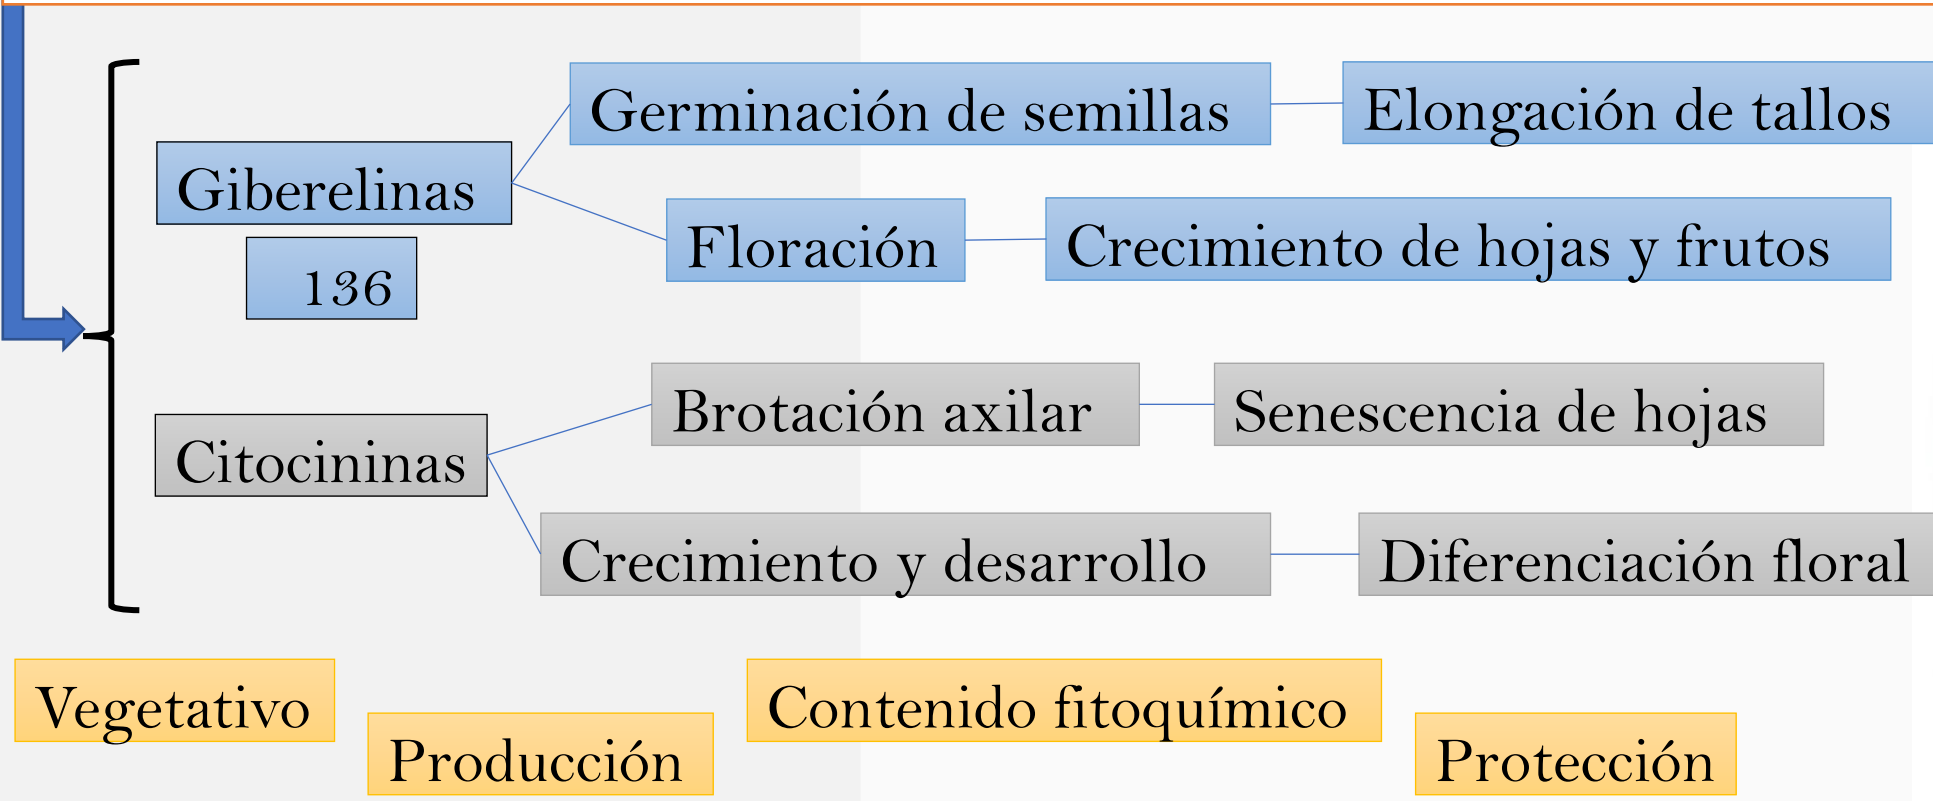 Germinación de semillas
Elongación de tallos
Giberelinas
136
Floración
Crecimiento de hojas y frutos
Brotación axilar
Senescencia de hojas
Citocininas
Crecimiento y desarrollo
Diferenciación floral
Vegetativo
Producción
Contenido fitoquímico
Protección